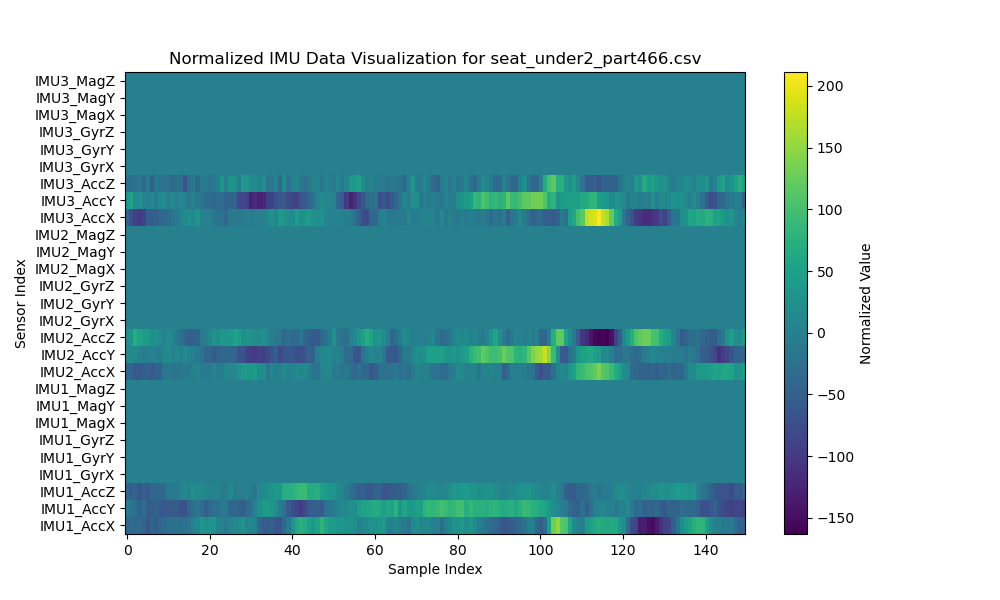 Normalized IMU Data Visualization for seat_under2_part466.csv
IMU3_MagZ
IMU3_MagY
IMU3_MagX
IMU3_GyrZ
IMU3_GyrY
IMU3_GyrX
IMU3_AccZ
IMU3_AccY
IMU3_AccX
IMU2_MagZ
IMU2_MagY
IMU2_MagX
IMU2_GyrZ
IMU2_GyrY
IMU2_GyrX
IMU2_AccZ
IMU2_AccY
IMU2_AccX
IMU1_MagZ
IMU1_MagY
IMU1_MagX
IMU1_GyrZ
IMU1_GyrY
IMU1_GyrX
IMU1_AccZ
IMU1_AccY
IMU1_AccX
Sensor Index
0 20 40 60 80 100 120 140
Sample Index
200
150
100
50
0
−50
−100
−150
Normalized Value